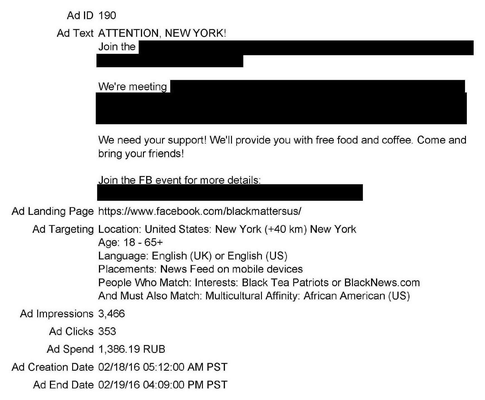 Ad ID 190
Ad Text ATTENTION, NEW YORK!
Join the
We're meeting
We need your support! We'll provide you with free food and coffee. Come and
bring your friends!
Join the FB event for more details:
Ad Landing Page https://www.facebook.com/blackmattersus/
Ad Targeting Location: United States: New York (+40 km) New York
Age: 18 - 65+
Language: English (UK) or English (US)
Placements: News Feed on mobile devices
People Who Match: Interests: Black Tea Patriots or BlackNews.com
And Must Also Match: Multicultural Affinity: African American (US)
Ad Impressions 3,466
Ad Clicks 353
Ad Spend 1,386.19 RUB
Ad Creation Date 02/18/16 05:12:00 AM PST
Ad End Date 02/19/16 04:09:00 PM PST